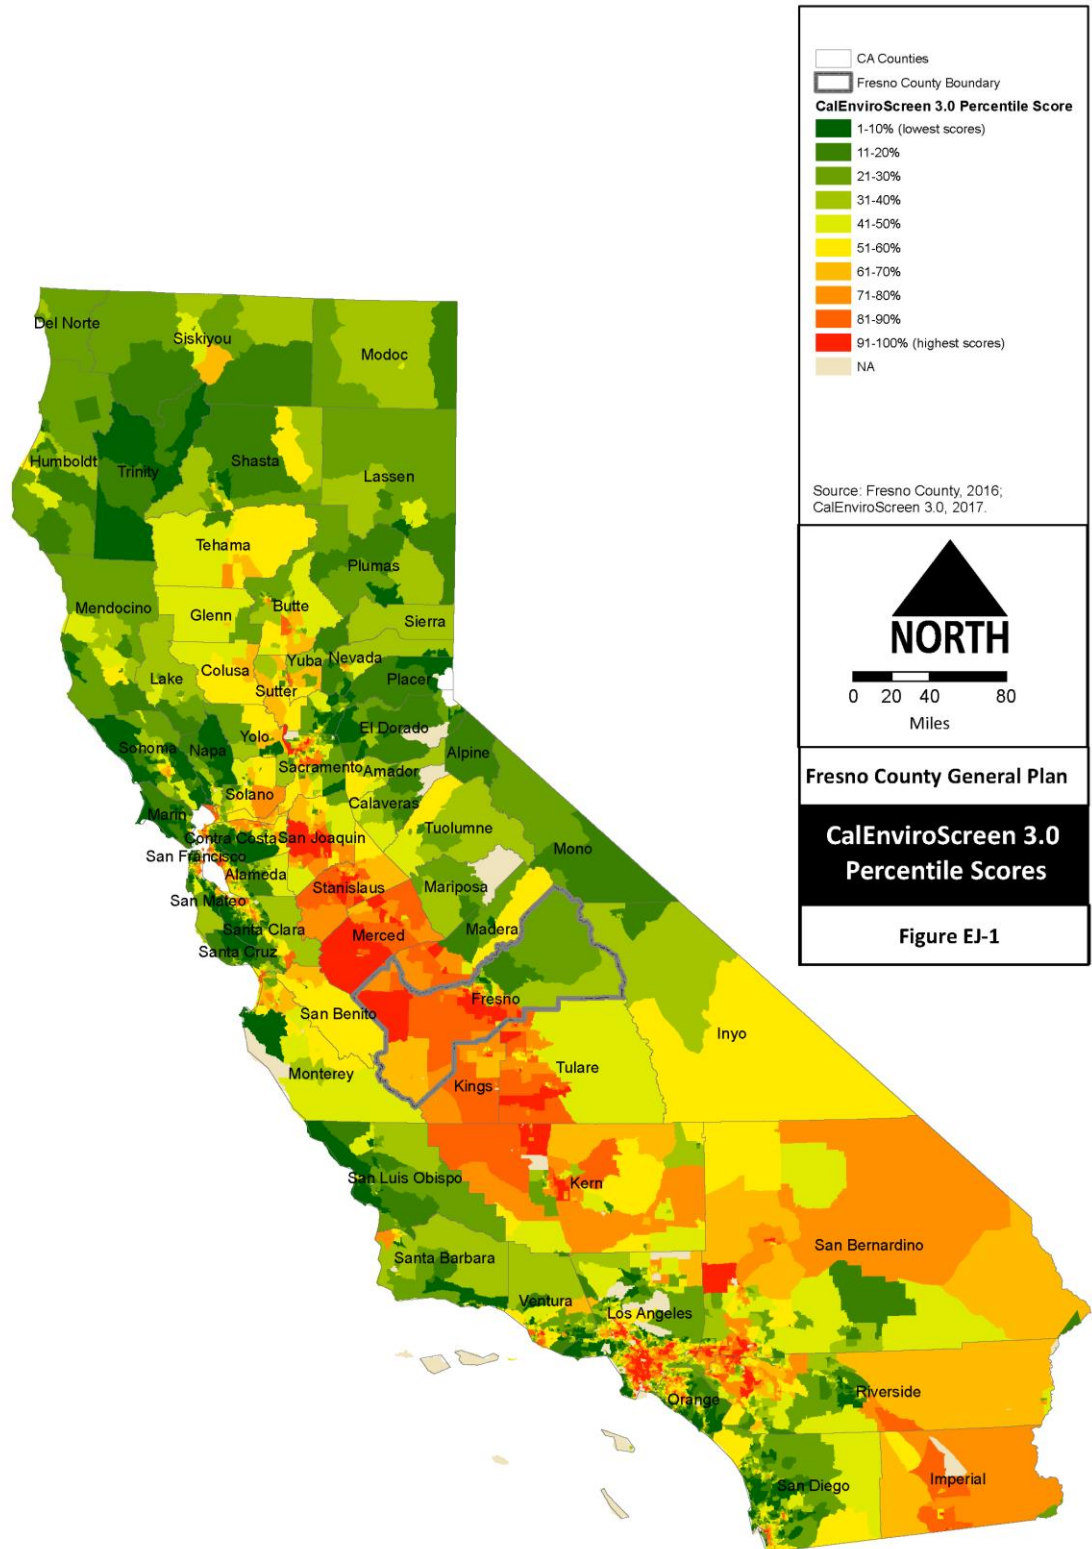 CA Counties
Fresno County Boundary
CalEnviroScreen 3.0 Percentile Score
1-10% (lowest scores)
11-20%
21-30%
31-40%
41-50%
51-60%
61-70%
71-80%
81-90%
91-100% (highest scores)
NA
Source: Fresno County, 2016;
CalEnviroScreen 3.0, 2017.
NORTH
0 20 40 80
Miles
Fresno County General Plan
CalEnviroScreen 3.0
Percentile Scores
Figure EJ-1
Del Norte
Siskiyou
Modoc
Humboldt
Trinity
Shasta
Lassen
Tehama
Plumas
Mendocino
Glenn
Butte
Sierra
Lake
Colusa
Yuba
Nevada
Sutter
Placer
Sonoma
Napa
Yolo
El Dorado
Alpine
Sacramento
Amador
Solano
Calaveras
Marin
Contra Costa
San Joaquin
Tuolumne
Mono
San Francisco
Alameda
Stanislaus
Mariposa
San Mateo
Santa Clara
Merced
Madera
Santa Cruz
Fresno
San Benito
Inyo
Monterey
Kings
Tulare
San Luis Obispo
Kern
Santa Barbara
San Bernardino
Ventura
Los Angeles
Orange
Riverside
San Diego
Imperial